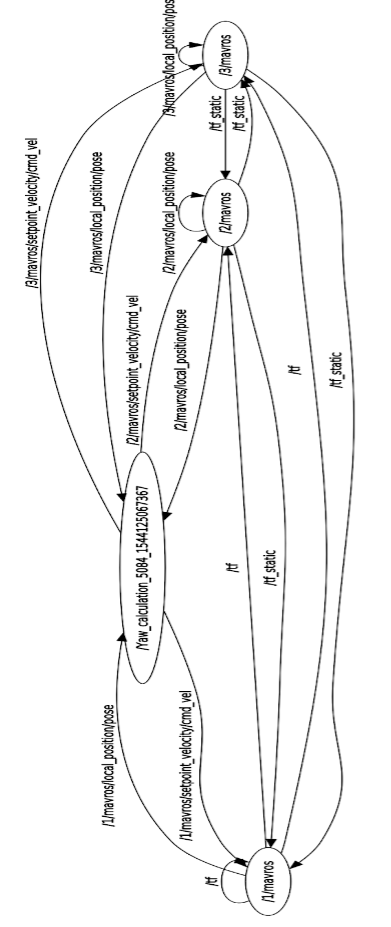 /3/mavros/local_position/pose
/3/mavros
/3/mavros/setpoint_velocity/cmd_vel
/3/mavros/local_position/pose
/tf_static
/tf_static
/2/mavros/local_position/pose
/2/mavros
/2/mavros/setpoint_velocity/cmd_vel
/2/mavros/local_position/pose
/tf
/tf_static
/Yaw_calculation_5084_1544125067367
/tf
/tf_static
/1/mavros/local_position/pose
/1/mavros/setpoint_velocity/cmd_vel
/tf
/1/mavros